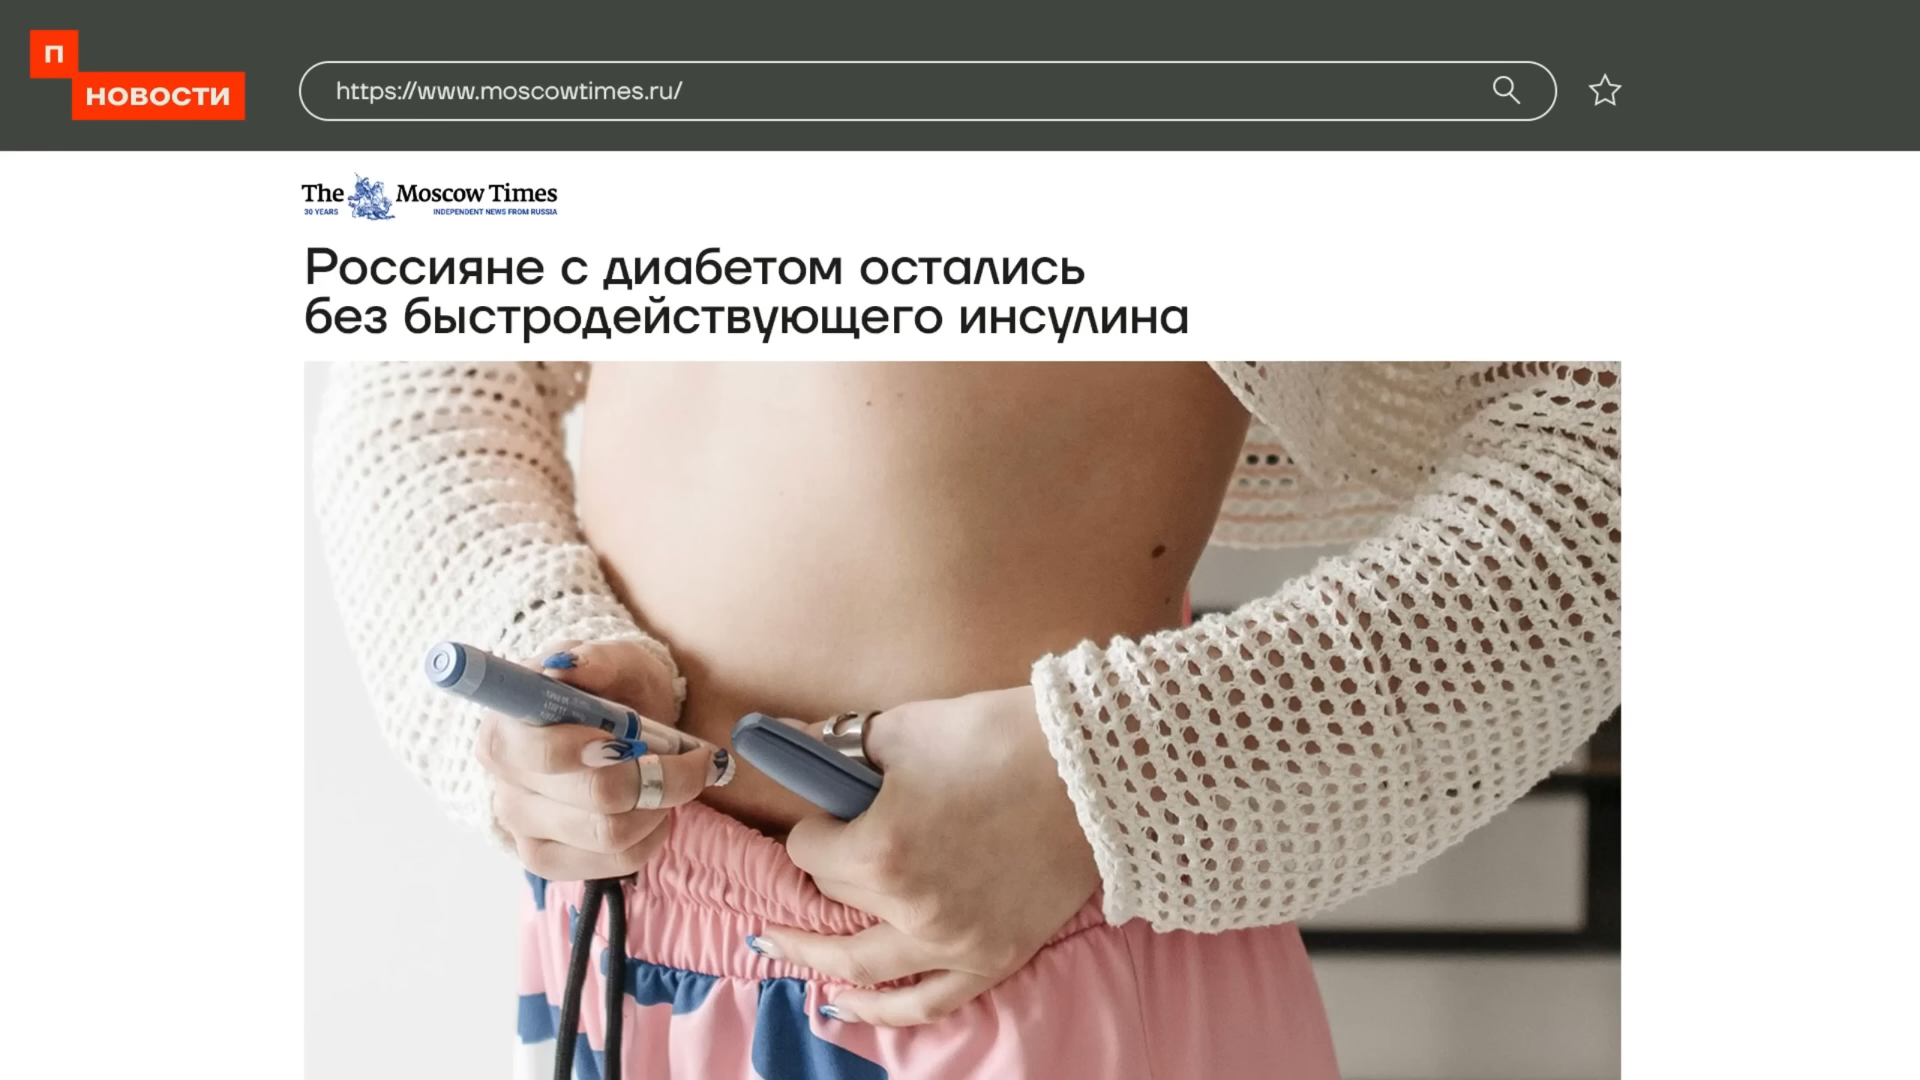 П
НОВОСТИ
https://www.moscowtimes.ru/
The Moscow Times
30 YEARS
INDEPENDENT NEWS FROM RUSSIA
Россияне с диабетом остались
без быстродействующего инсулина